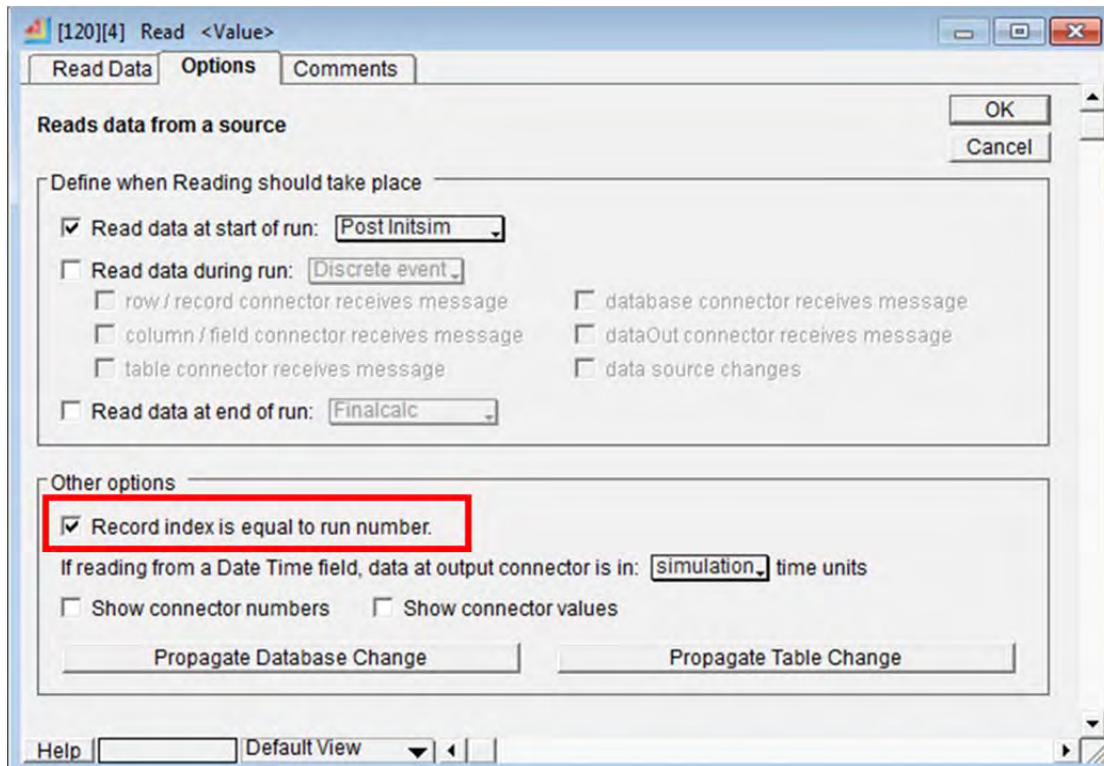 [120][4] Read <Value>
Read Data Options Comments
OK
Reads data from a source
Cancel
Define when Reading should take place
Read data at start of run: Post Initsim
Read data during run: Discrete event
row / record connector receives message database connector receives message
column / field connector receives message dataOut connector receives message
table connector receives message data source changes
Read data at end of run: Finalcalc
Other options
Record index is equal to run number.
If reading from a Date Time field, data at output connector is in: simulation time units
Show connector numbers Show connector values
Propagate Database Change Propagate Table Change
Help Default View